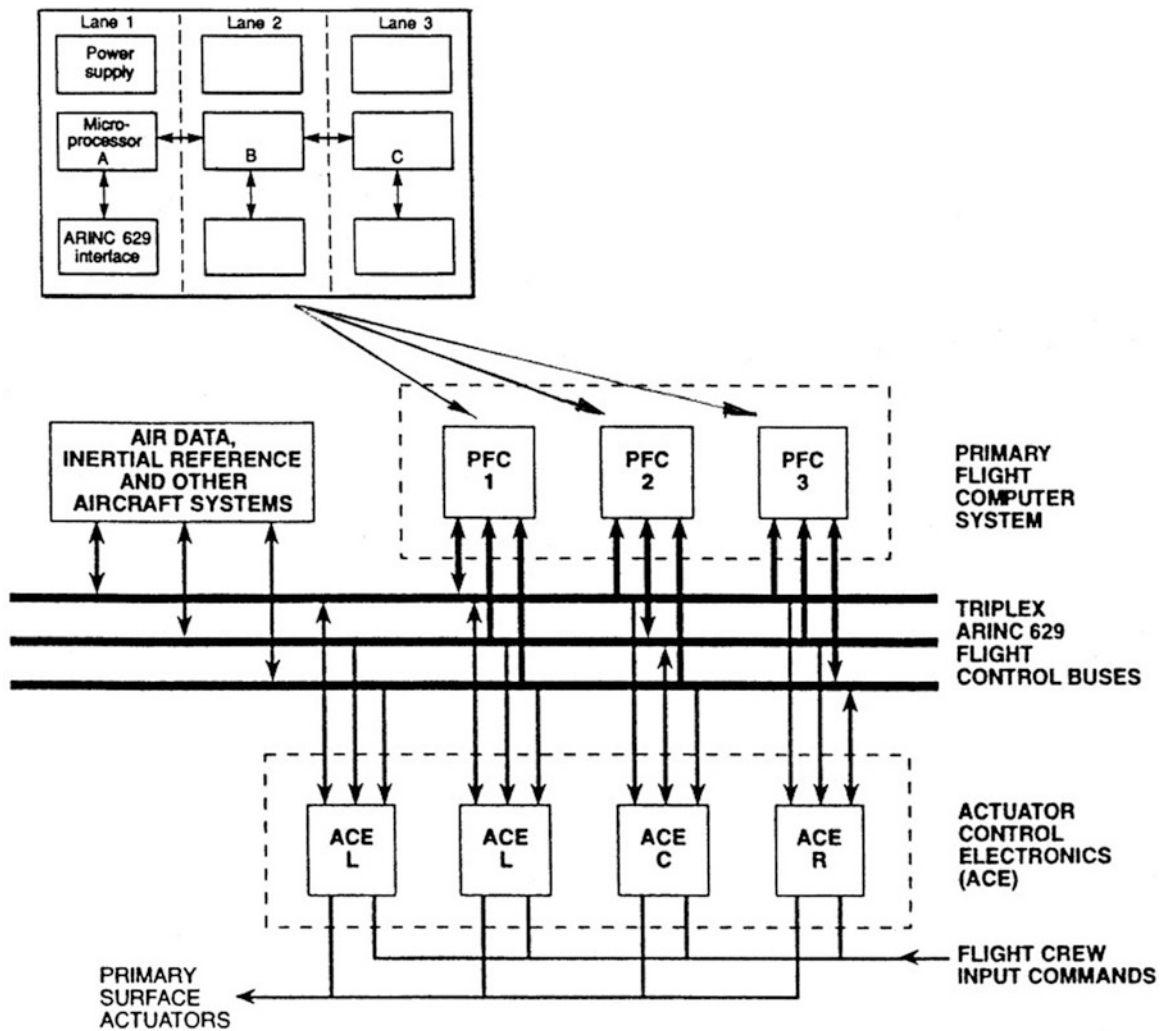 Lane 1
Lane 2
Lane 3
Power
supply
Micro-
processor
A
B
C
ARINC 629
interface
AIR DATA,
INERTIAL REFERENCE
AND OTHER
AIRCRAFT SYSTEMS
PFC
1
PFC
2
PFC
3
PRIMARY
FLIGHT
COMPUTER
SYSTEM
TRIPLEX
ARINC 629
FLIGHT
CONTROL BUSES
ACE
L
ACE
L
ACE
C
ACE
R
ACTUATOR
CONTROL
ELECTRONICS
(ACE)
FLIGHT CREW
INPUT COMMANDS
PRIMARY
SURFACE
ACTUATORS